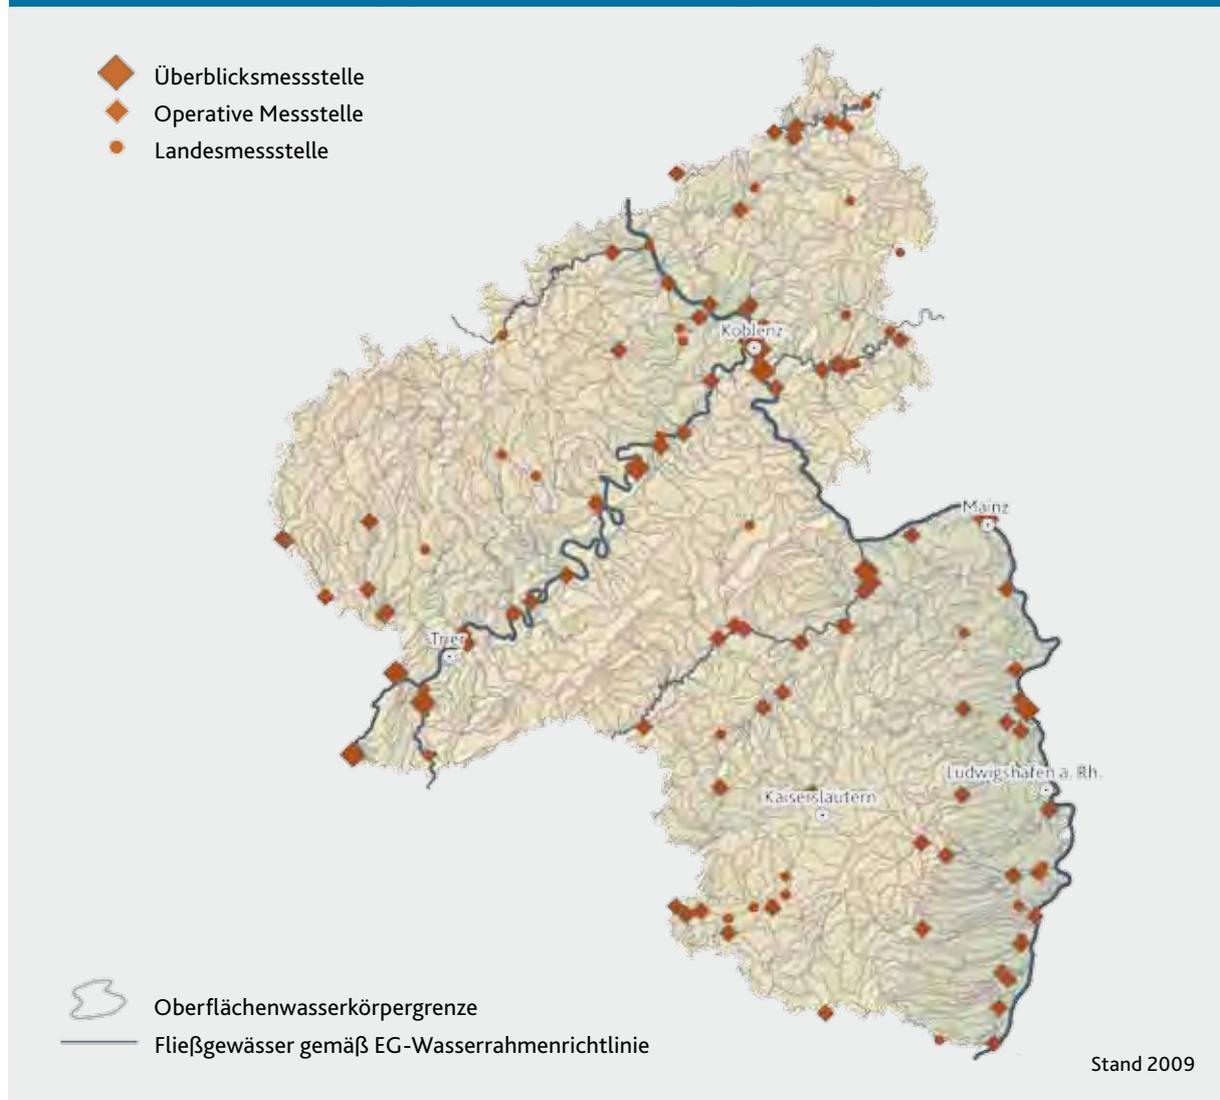 Überblicksmessstelle
Operative Messstelle
Landesmessstelle
Koblenz
Mainz
Trier
Ludwigshafen a. Rh.
Kaiserslautern
Oberflächenwasserkörpergrenze
Fließgewässer gemäß EG-Wasserrahmenrichtlinie
Stand 2009